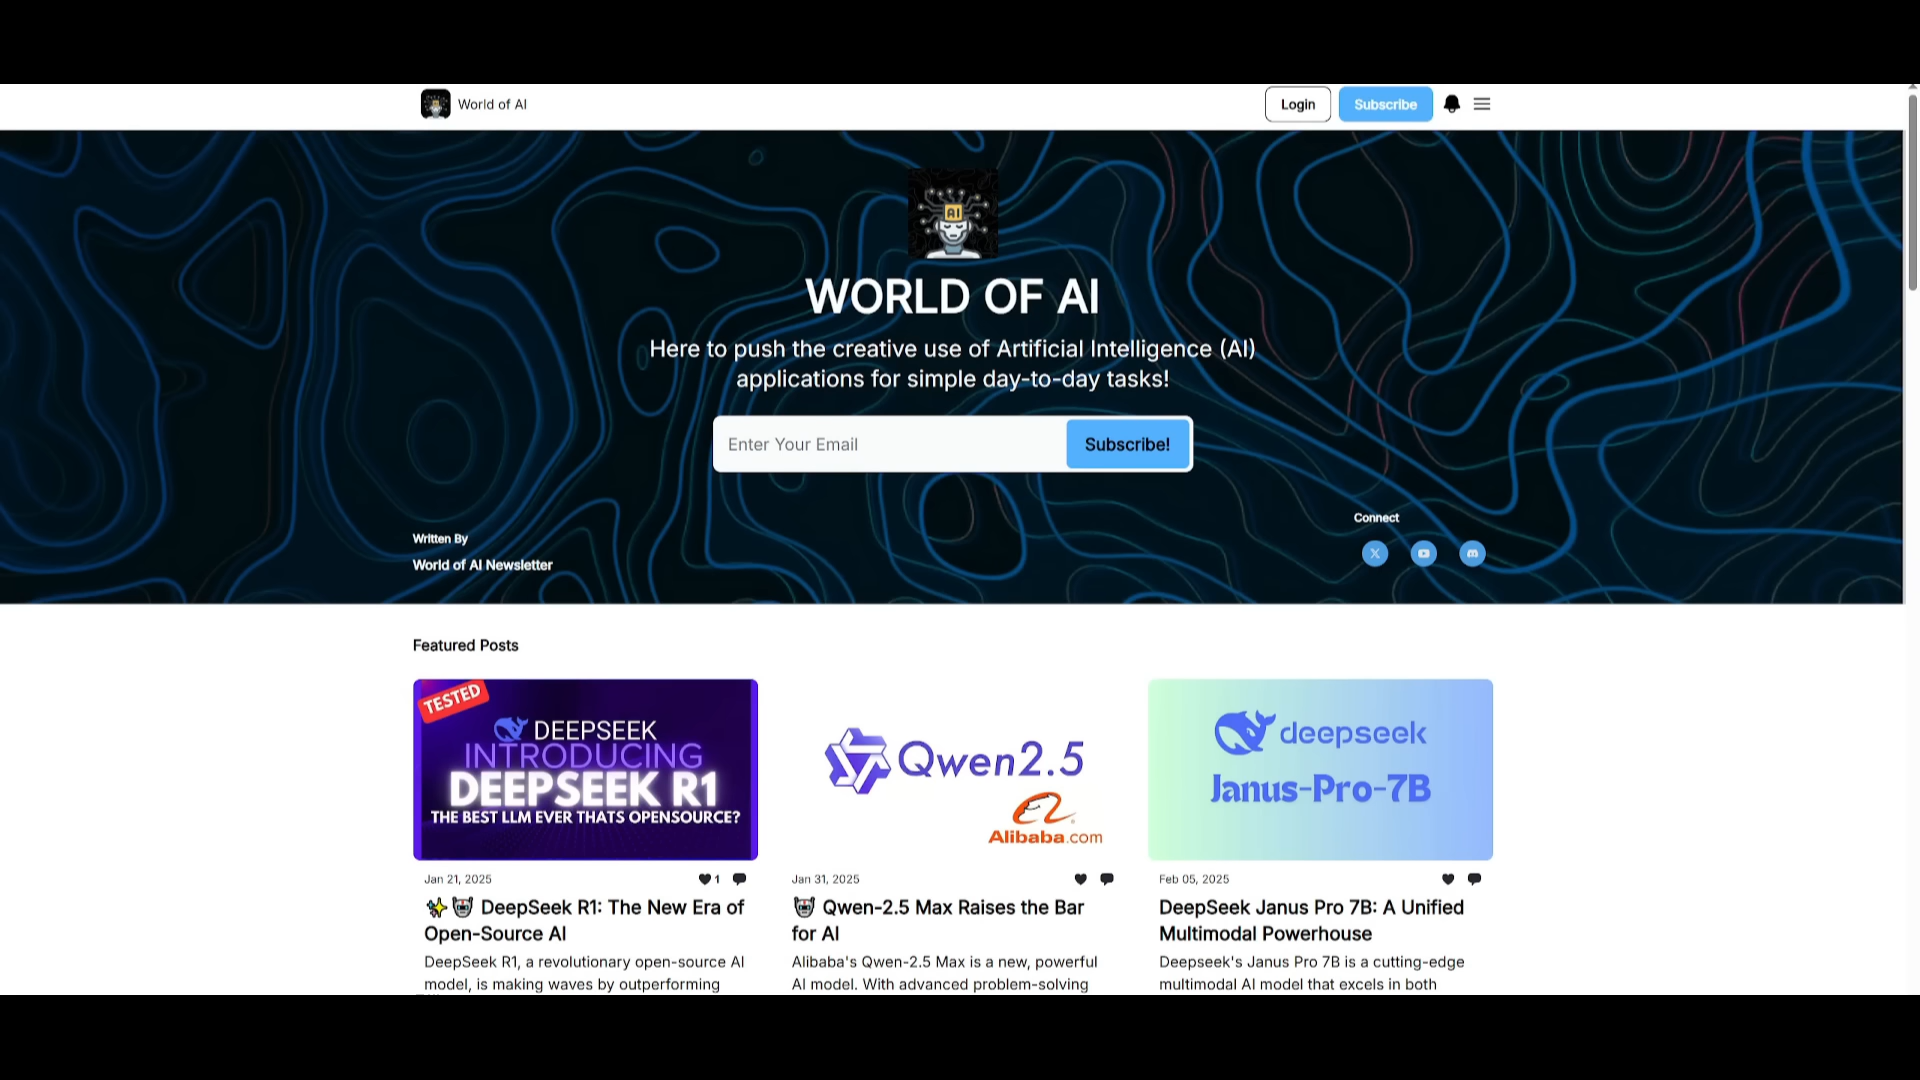 World of AI
Login
Subscribe
AI
WORLD OF AI
Here to push the creative use of Artificial Intelligence (AI)
applications for simple day-to-day tasks!
Enter Your Email
Subscribe!
Connect
Written By
World of AI Newsletter
Featured Posts
TESTED
DEEPSEEK
INTRODUCING
DEEPSEEK R1
THE BEST LLM EVER THATS OPENSOURCE?
Jan 21, 2025
1
✨🤖 DeepSeek R1: The New Era of
Open-Source AI
DeepSeek R1, a revolutionary open-source AI
model, is making waves by outperforming
Qwen2.5
Alibaba.com
Jan 31, 2025
🤖 Qwen-2.5 Max Raises the Bar
for AI
Alibaba's Qwen-2.5 Max is a new, powerful
AI model. With advanced problem-solving
deepseek
Janus-Pro-7B
Feb 05, 2025
DeepSeek Janus Pro 7B: A Unified
Multimodal Powerhouse
Deepseek's Janus Pro 7B is a cutting-edge
multimodal AI model that excels in both